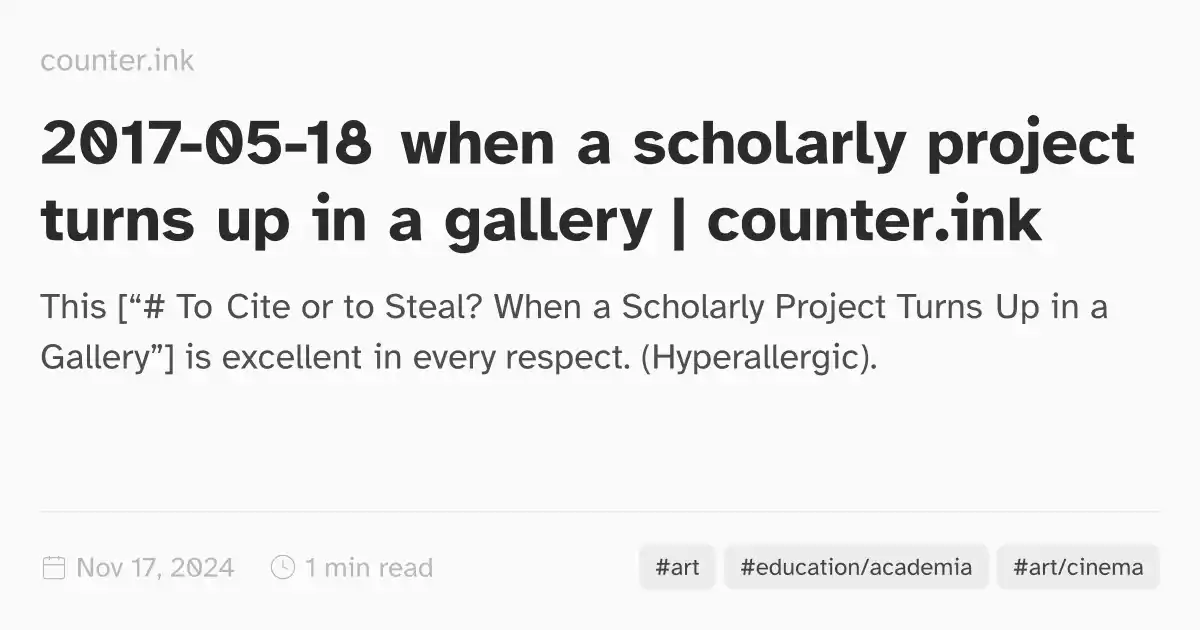 counter.ink
2017-05-18 when a scholarly project
turns up in a gallery | counter.ink
This [“# To Cite or to Steal? When a Scholarly Project Turns Up in a
Gallery”] is excellent in every respect. (Hyperallergic).
Nov 17, 2024 1 min read #art #education/academia #art/cinema